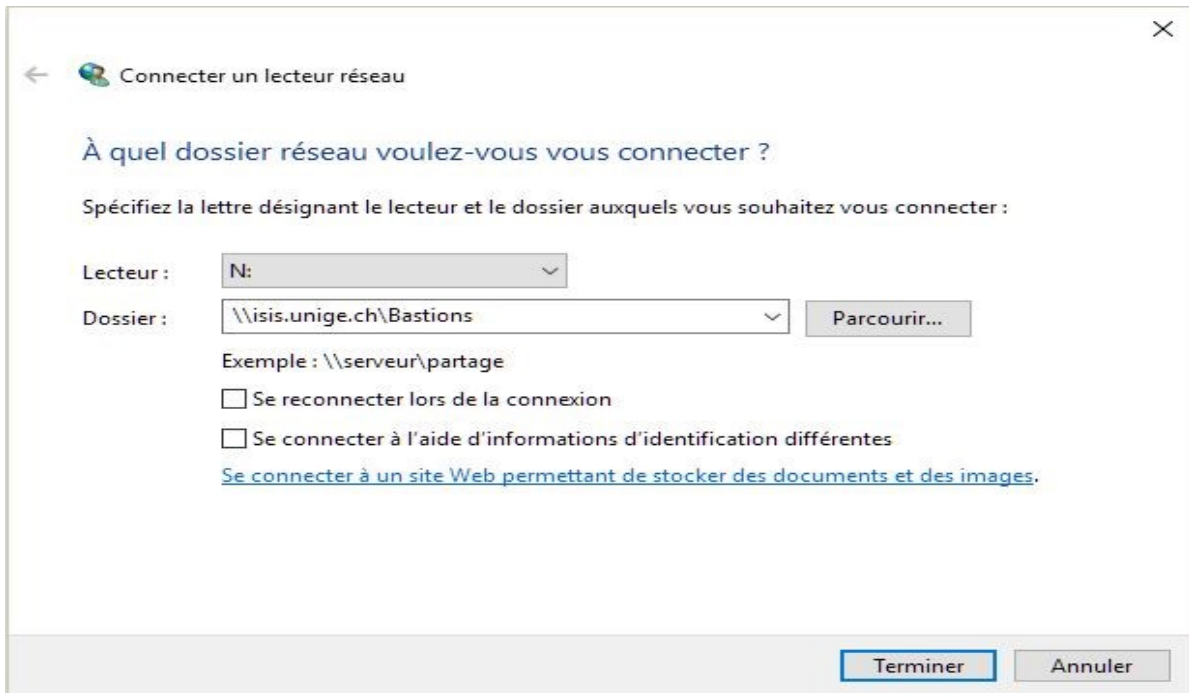 Connecter un lecteur réseau
À quel dossier réseau voulez-vous vous connecter ?
Spécifiez la lettre désignant le lecteur et le dossier auxquels vous souhaitez vous connecter :
Lecteur : N:
Dossier : \\isis.unige.ch\Bastions Parcourir...
Exemple : \\serveur\partage
Se reconnecter lors de la connexion
Se connecter à l'aide d'informations d'identification différentes
Se connecter à un site Web permettant de stocker des documents et des images.
Terminer Annuler